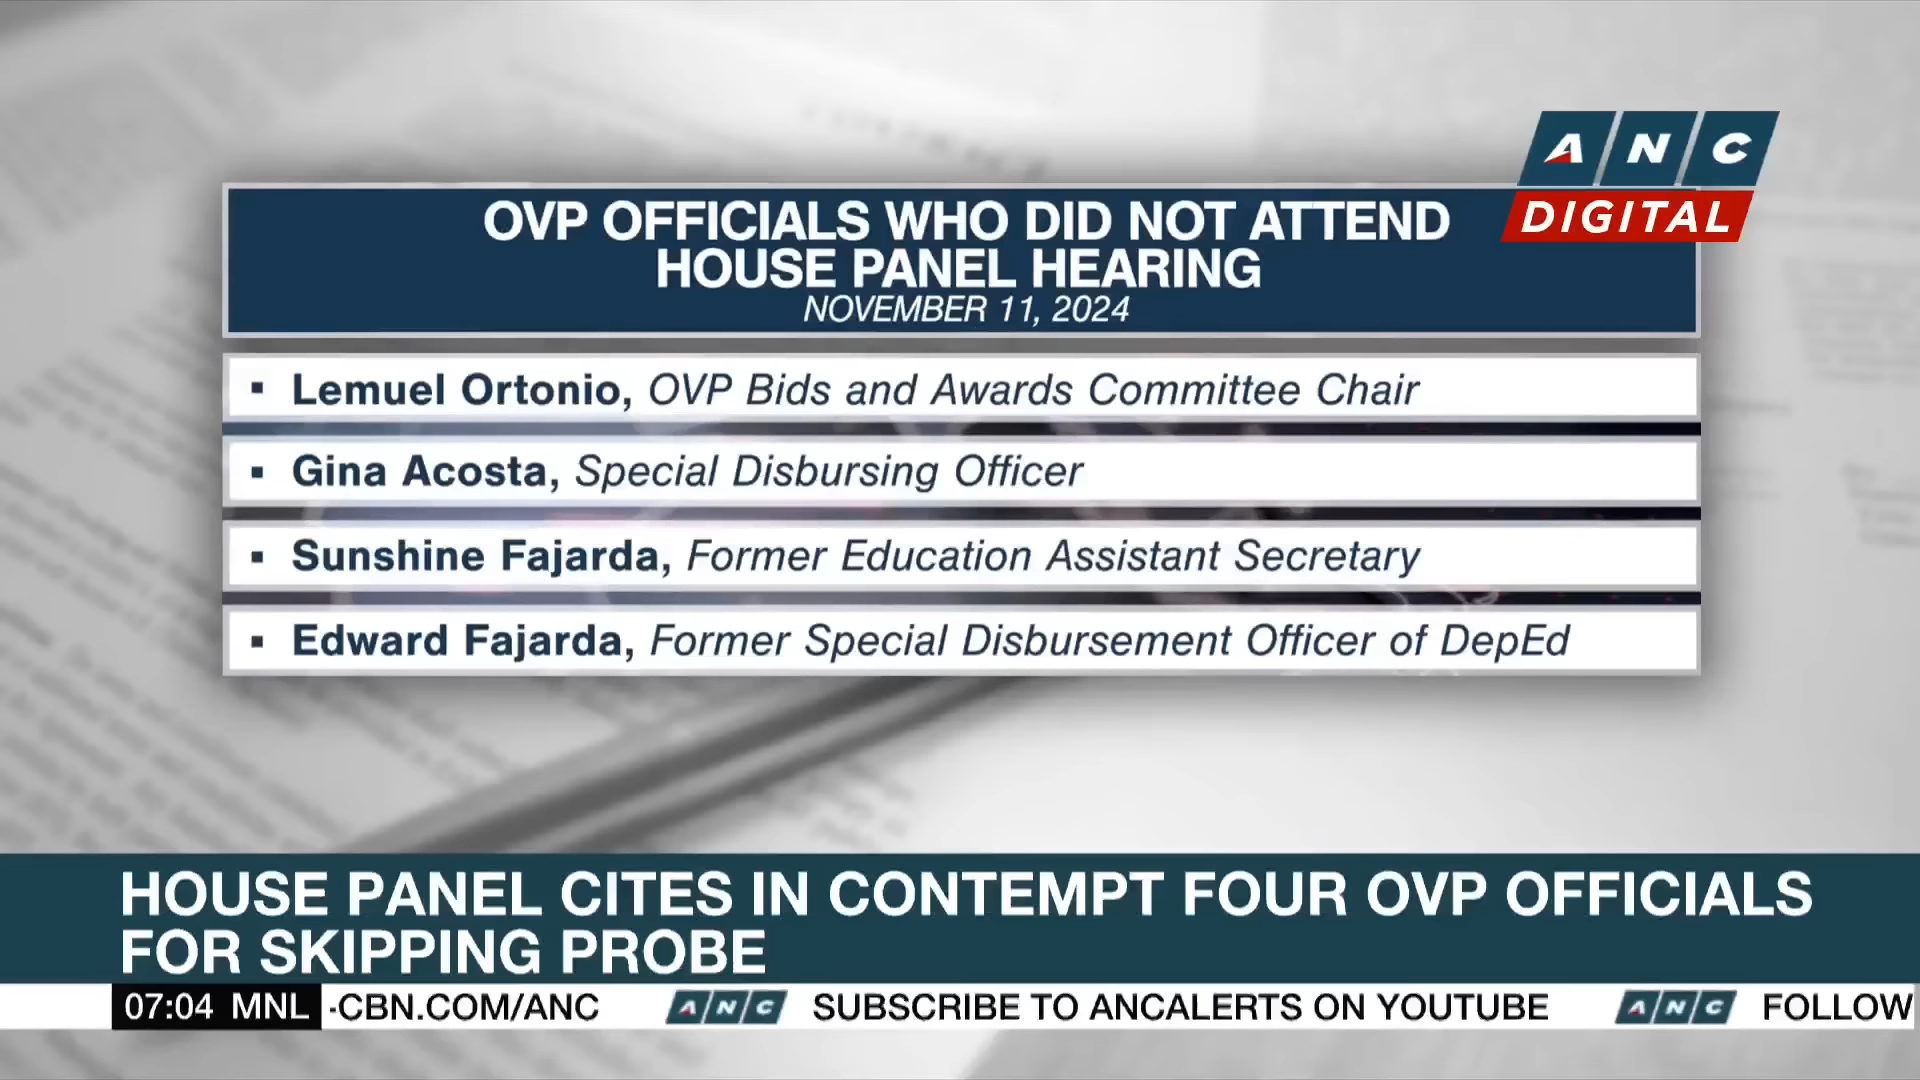 ANC
DIGITAL
OVP OFFICIALS WHO DID NOT ATTEND
HOUSE PANEL HEARING
NOVEMBER 11, 2024
▪ Lemuel Ortonio, OVP Bids and Awards Committee Chair
▪ Gina Acosta, Special Disbursing Officer
▪ Sunshine Fajarda, Former Education Assistant Secretary
▪ Edward Fajarda, Former Special Disbursement Officer of DepEd
HOUSE PANEL CITES IN CONTEMPT FOUR OVP OFFICIALS
FOR SKIPPING PROBE
07:04 MNL -CBN.COM/ANC ANC SUBSCRIBE TO ANCALERTS ON YOUTUBE ANC FOLLOW